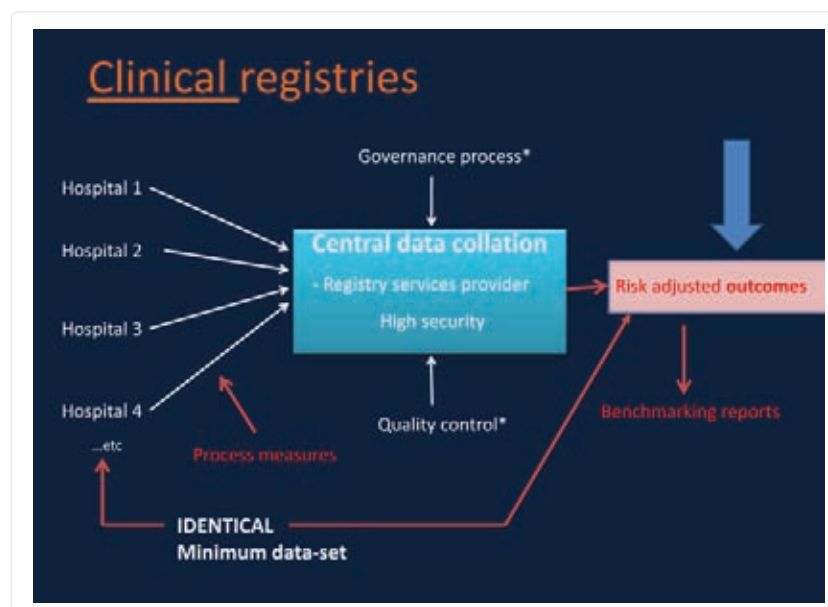 Clinical registries
Governance process*
Hospital 1
Hospital 2
Hospital 3
Hospital 4
...etc
Central data collation
- Registry services provider
High security
Risk adjusted outcomes
Benchmarking reports
Quality control*
Process measures
IDENTICAL
Minimum data-set